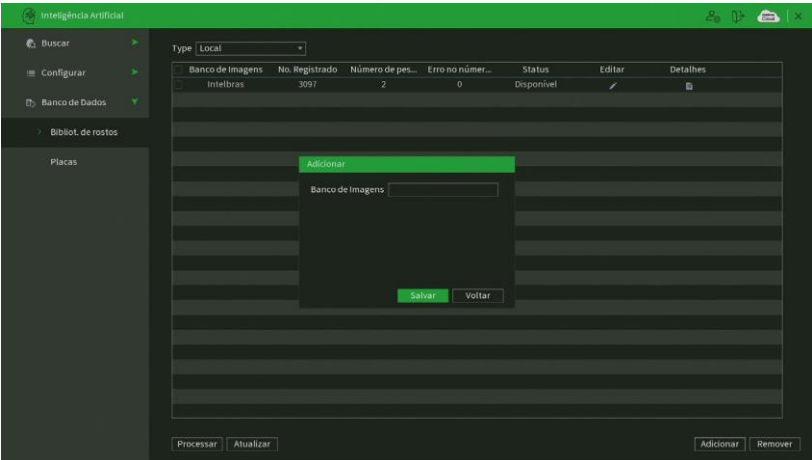 Inteligência Artificial
Buscar
Configurar
Banco de Dados
Bibliot. de rostos
Placas
Type Local
Banco de Imagens No. Registrado Número de pes... Erro no númer... Status Editar Detalhes
Intelbras 3097 2 0 Disponível
Adicionar
Banco de Imagens
Salvar Voltar
Processar Atualizar Adicionar Remover